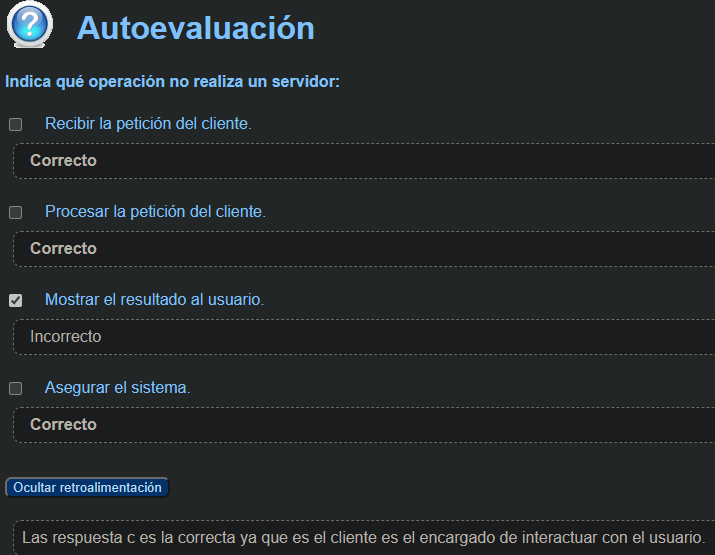 Autoevaluación
Indica qué operación no realiza un servidor:
Recibir la petición del cliente.
Correcto
Procesar la petición del cliente.
Correcto
Mostrar el resultado al usuario.
Incorrecto
Asegurar el sistema.
Correcto
Ocultar retroalimentación
Las respuesta c es la correcta ya que es el cliente es el encargado de interactuar con el usuario.